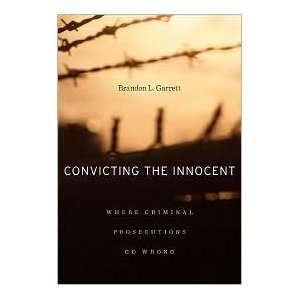 Brandon L. Garrett
CONVICTING THE INNOCENT
WHERE CRIMINAL
PROSECUTIONS
GO WRONG